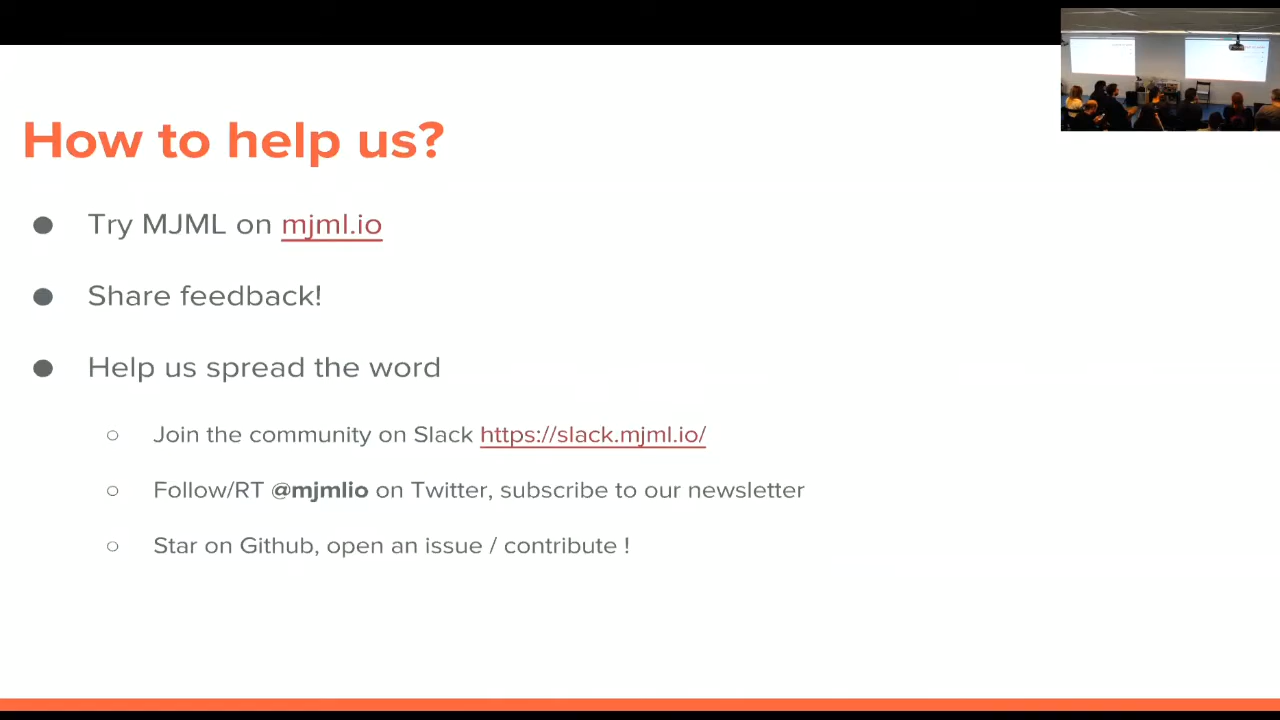 How to help us?
Try MJML on mjml.io
Share feedback!
Help us spread the word
Join the community on Slack https://slack.mjml.io/
Follow/RT @mjmlio on Twitter, subscribe to our newsletter
Star on Github, open an issue / contribute !